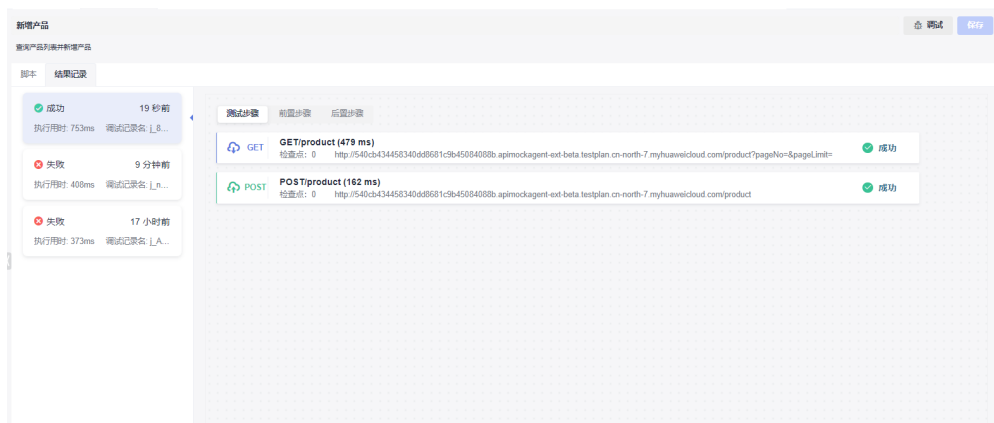 新增产品
调试 保存
查询产品列表并新增产品
脚本 结果记录
成功 19 秒前
执行用时: 753ms 调试记录名: j_8...
失败 9 分钟前
执行用时: 408ms 调试记录名: j_n...
失败 17 小时前
执行用时: 373ms 调试记录名: j_A...
测试步骤 前置步骤 后置步骤
GET GET/product (479 ms) 成功
检查点: 0 http://540cb434458340dd8681c9b45084088b.apimockagent-ext-beta.testplan.cn-north-7.myhuaweicloud.com/product?pageNo=&pageLimit=
POST POST/product (162 ms) 成功
检查点: 0 http://540cb434458340dd8681c9b45084088b.apimockagent-ext-beta.testplan.cn-north-7.myhuaweicloud.com/product